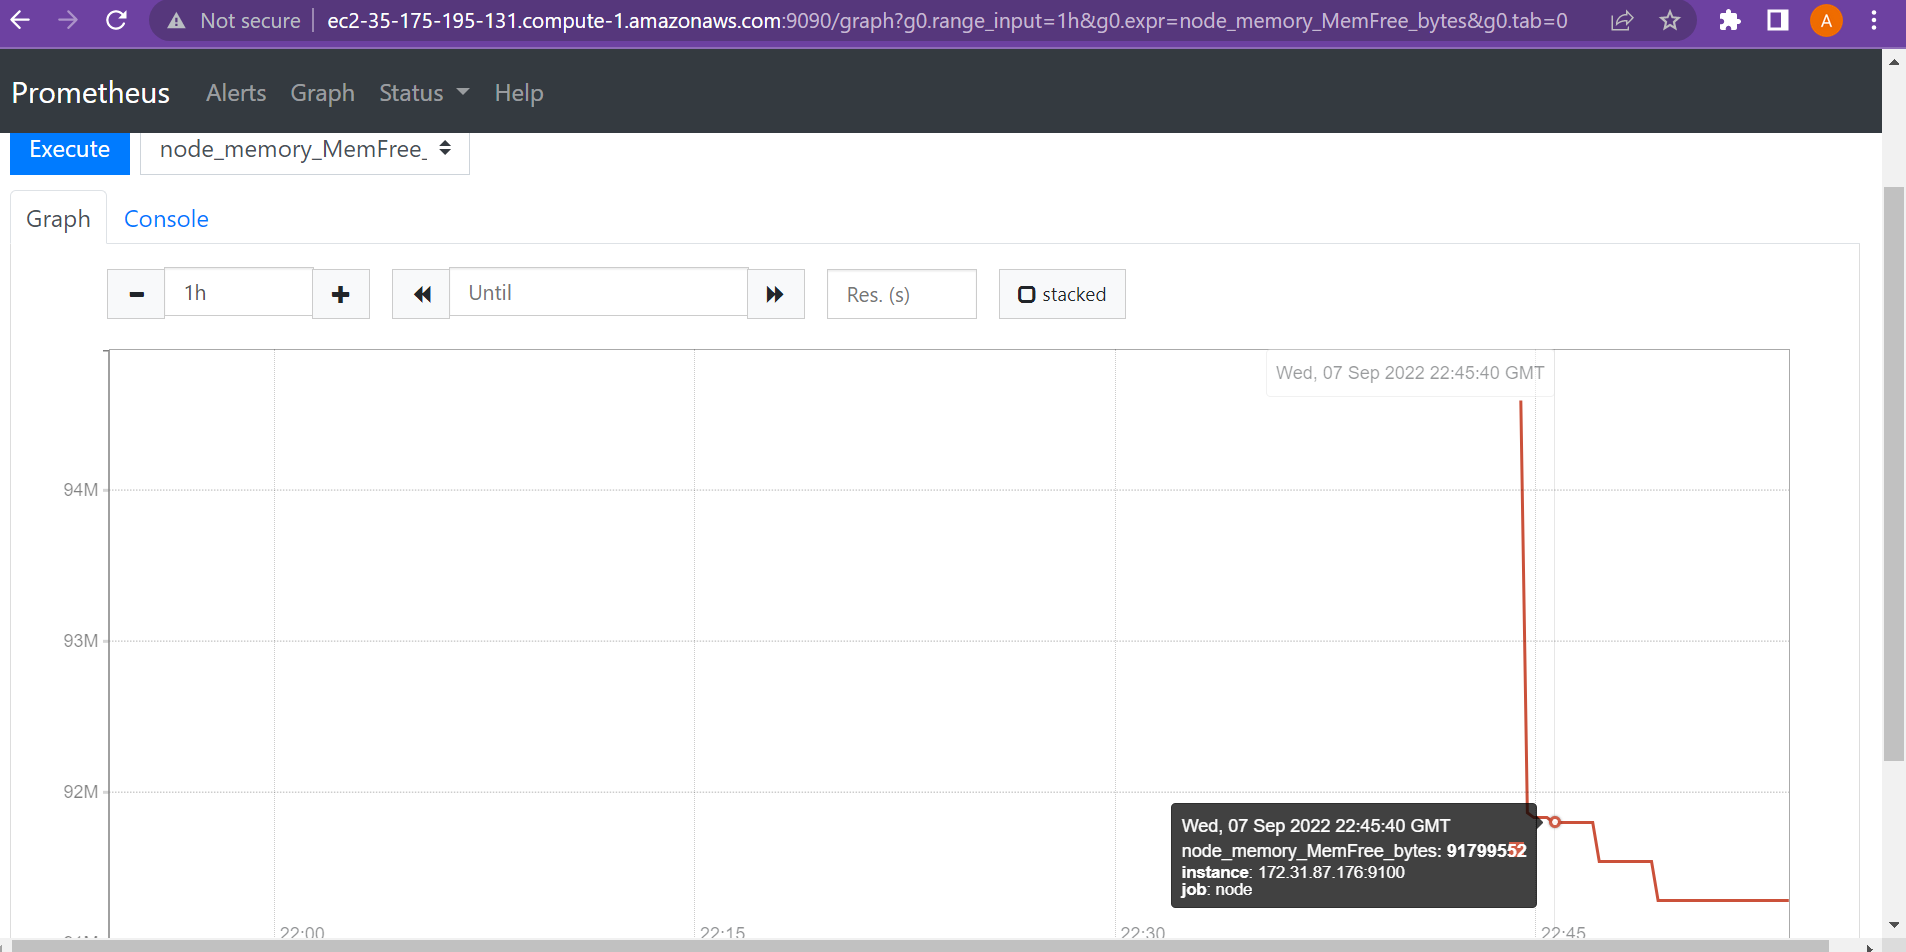 Not secure | ec2-35-175-195-131.compute-1.amazonaws.com:9090/graph?g0.range_input=1h&g0.expr=node_memory_MemFree_bytes&g0.tab=0 A
Prometheus Alerts Graph Status Help
Execute node_memory_MemFree_
Graph Console
1h Until Res. (s) stacked
Wed, 07 Sep 2022 22:45:40 GMT
94M
93M
92M
Wed, 07 Sep 2022 22:45:40 GMT
node_memory_MemFree_bytes: 91799552
instance: 172.31.87.176:9100
job: node
22:00 22:15 22:30 22:45